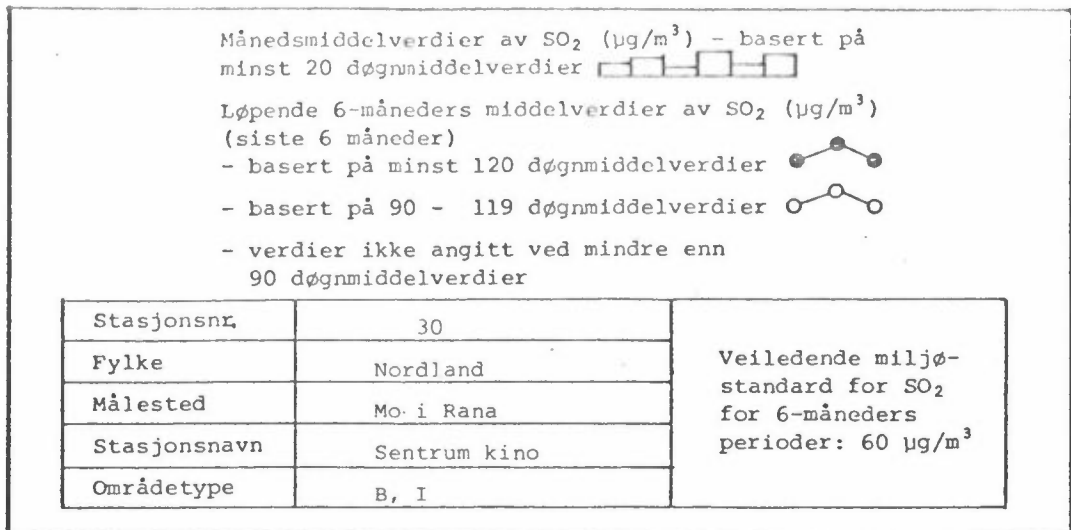 Månedsmiddelverdier av SO₂ (µg/m³) - basert på
minst 20 døgnmiddelverdier
Løpende 6-måneders middelverdier av SO₂ (µg/m³)
(siste 6 måneder)
- basert på minst 120 døgnmiddelverdier
- basert på 90 - 119 døgnmiddelverdier
- verdier ikke angitt ved mindre enn
90 døgnmiddelverdier
Stasjonsnr. 30
Fylke Nordland
Målested Mo i Rana
Stasjonsnavn Sentrum kino
Områdetype B, I
Veiledende miljø-
standard for SO₂
for 6-måneders
perioder: 60 µg/m³